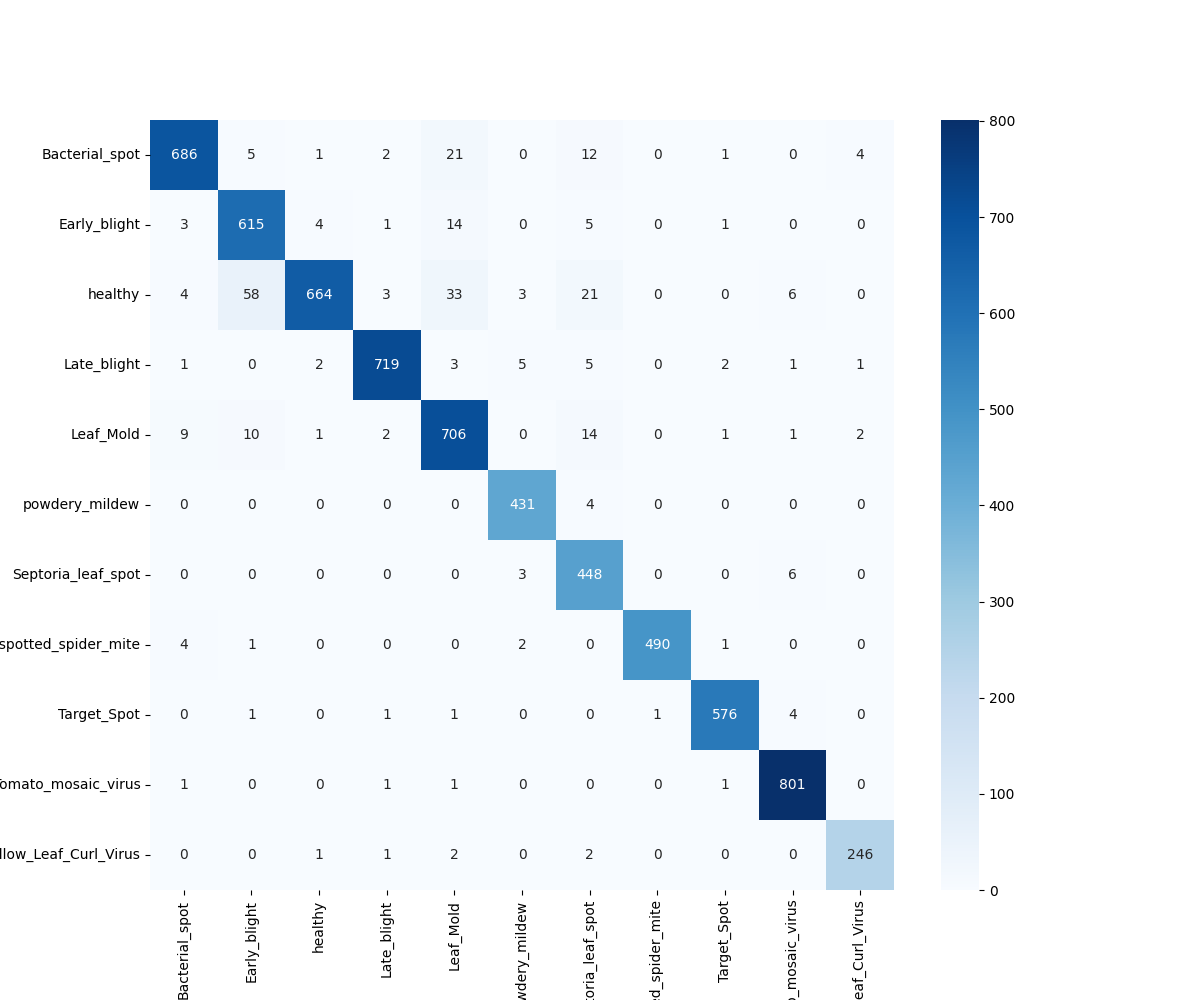 Bacterial_spot 686 5 1 2 21 0 12 0 1 0 4
Early_blight 3 615 4 1 14 0 5 0 1 0 0
healthy 4 58 664 3 33 3 21 0 0 6 0
Late_blight 1 0 2 719 3 5 5 0 2 1 1
Leaf_Mold 9 10 1 2 706 0 14 0 1 1 2
powdery_mildew 0 0 0 0 0 431 4 0 0 0 0
Septoria_leaf_spot 0 0 0 0 0 3 448 0 0 6 0
spotted_spider_mite 4 1 0 0 0 2 0 490 1 0 0
Target_Spot 0 1 0 1 1 0 0 1 576 4 0
omato_mosaic_virus 1 0 0 1 1 0 0 0 1 801 0
llow_Leaf_Curl_Virus 0 0 1 1 2 0 2 0 0 0 246
Bacterial_spot
Early_blight
healthy
Late_blight
Leaf_Mold
wdery_mildew
toria_leaf_spot
ed_spider_mite
Target_Spot
o_mosaic_virus
eaf_Curl_Virus
800
700
600
500
400
300
200
100
0